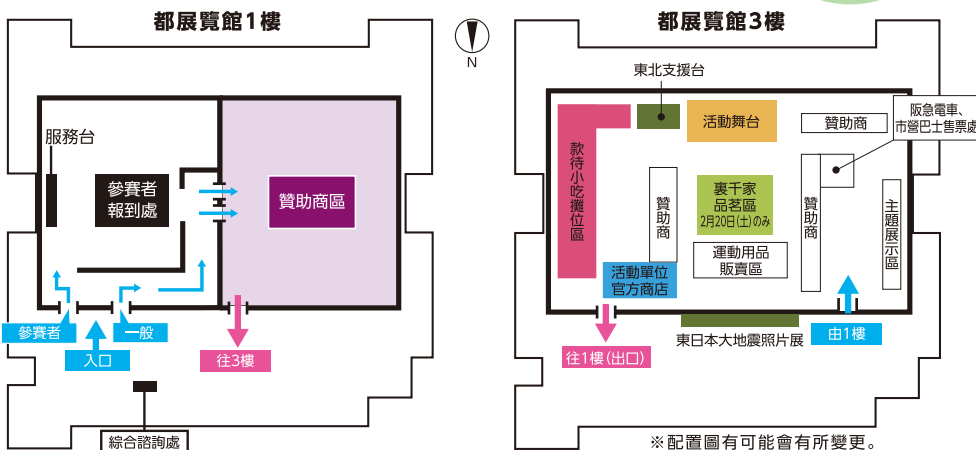 都展覽館1樓
N
服務台
參賽者
報到處
贊助商區
參賽者
一般
入口
往3樓
綜合諮詢處
都展覽館3樓
東北支援台
阪急電車、
市營巴士售票處
活動舞台
贊助商
款待小吃攤位區
贊助商
裏千家
品茗區
2月20日(土)のみ
贊助商
主題展示區
運動用品
販賣區
活動單位
官方商店
往1樓(出口)
東日本大地震照片展
由1樓
※配置圖有可能會有所變更。